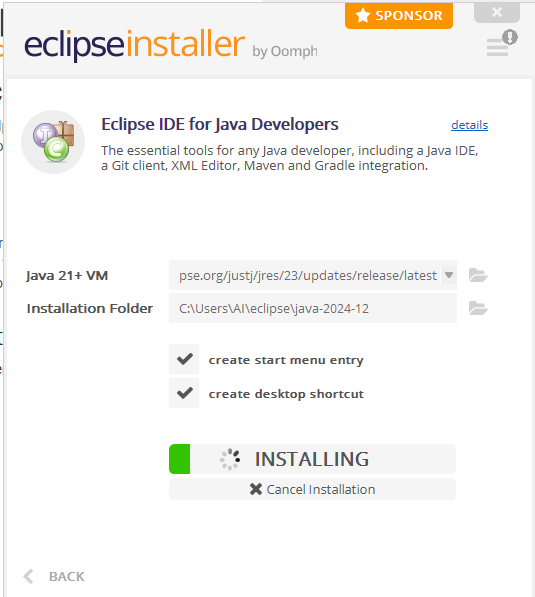 SPONSOR
eclipseinstaller by Oomph
Eclipse IDE for Java Developers
details
The essential tools for any Java developer, including a Java IDE,
a Git client, XML Editor, Maven and Gradle integration.
Java 21+ VM
pse.org/justj/jres/23/updates/release/latest
Installation Folder
C:\Users\AI\eclipse\java-2024-12
create start menu entry
create desktop shortcut
INSTALLING
Cancel Installation
BACK